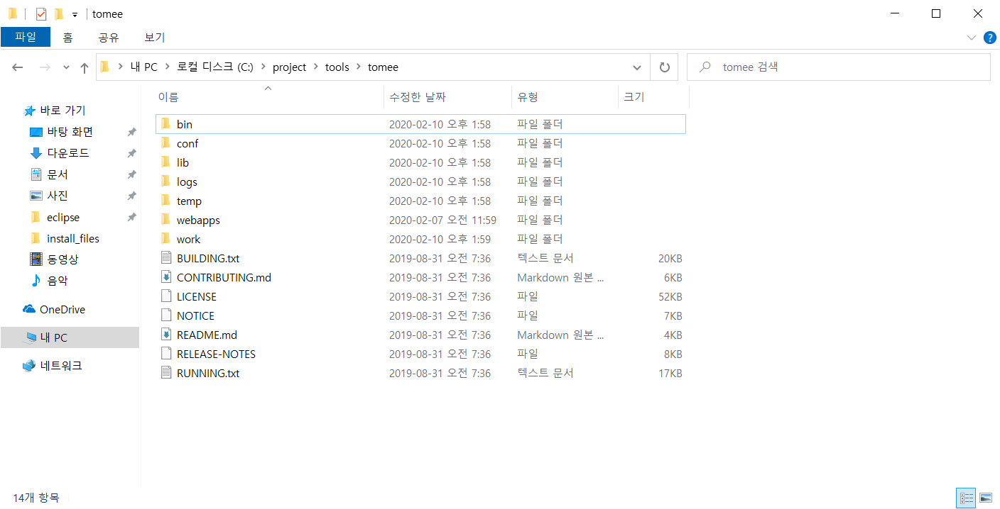 tomee
파일 홈 공유 보기
내 PC 로컬 디스크 (C:) project tools tomee tomee 검색
바로 가기
바탕 화면
다운로드
문서
사진
eclipse
install_files
동영상
음악
OneDrive
내 PC
네트워크
이름 수정한 날짜 유형 크기
bin 2020-02-10 오후 1:58 파일 폴더
conf 2020-02-10 오후 1:58 파일 폴더
lib 2020-02-10 오후 1:58 파일 폴더
logs 2020-02-10 오후 1:58 파일 폴더
temp 2020-02-10 오후 1:58 파일 폴더
webapps 2020-02-07 오전 11:59 파일 폴더
work 2020-02-10 오후 1:59 파일 폴더
BUILDING.txt 2019-08-31 오전 7:36 텍스트 문서 20KB
CONTRIBUTING.md 2019-08-31 오전 7:36 Markdown 원본 ... 6KB
LICENSE 2019-08-31 오전 7:36 파일 52KB
NOTICE 2019-08-31 오전 7:36 파일 7KB
README.md 2019-08-31 오전 7:36 Markdown 원본 ... 4KB
RELEASE-NOTES 2019-08-31 오전 7:36 파일 8KB
RUNNING.txt 2019-08-31 오전 7:36 텍스트 문서 17KB
14개 항목